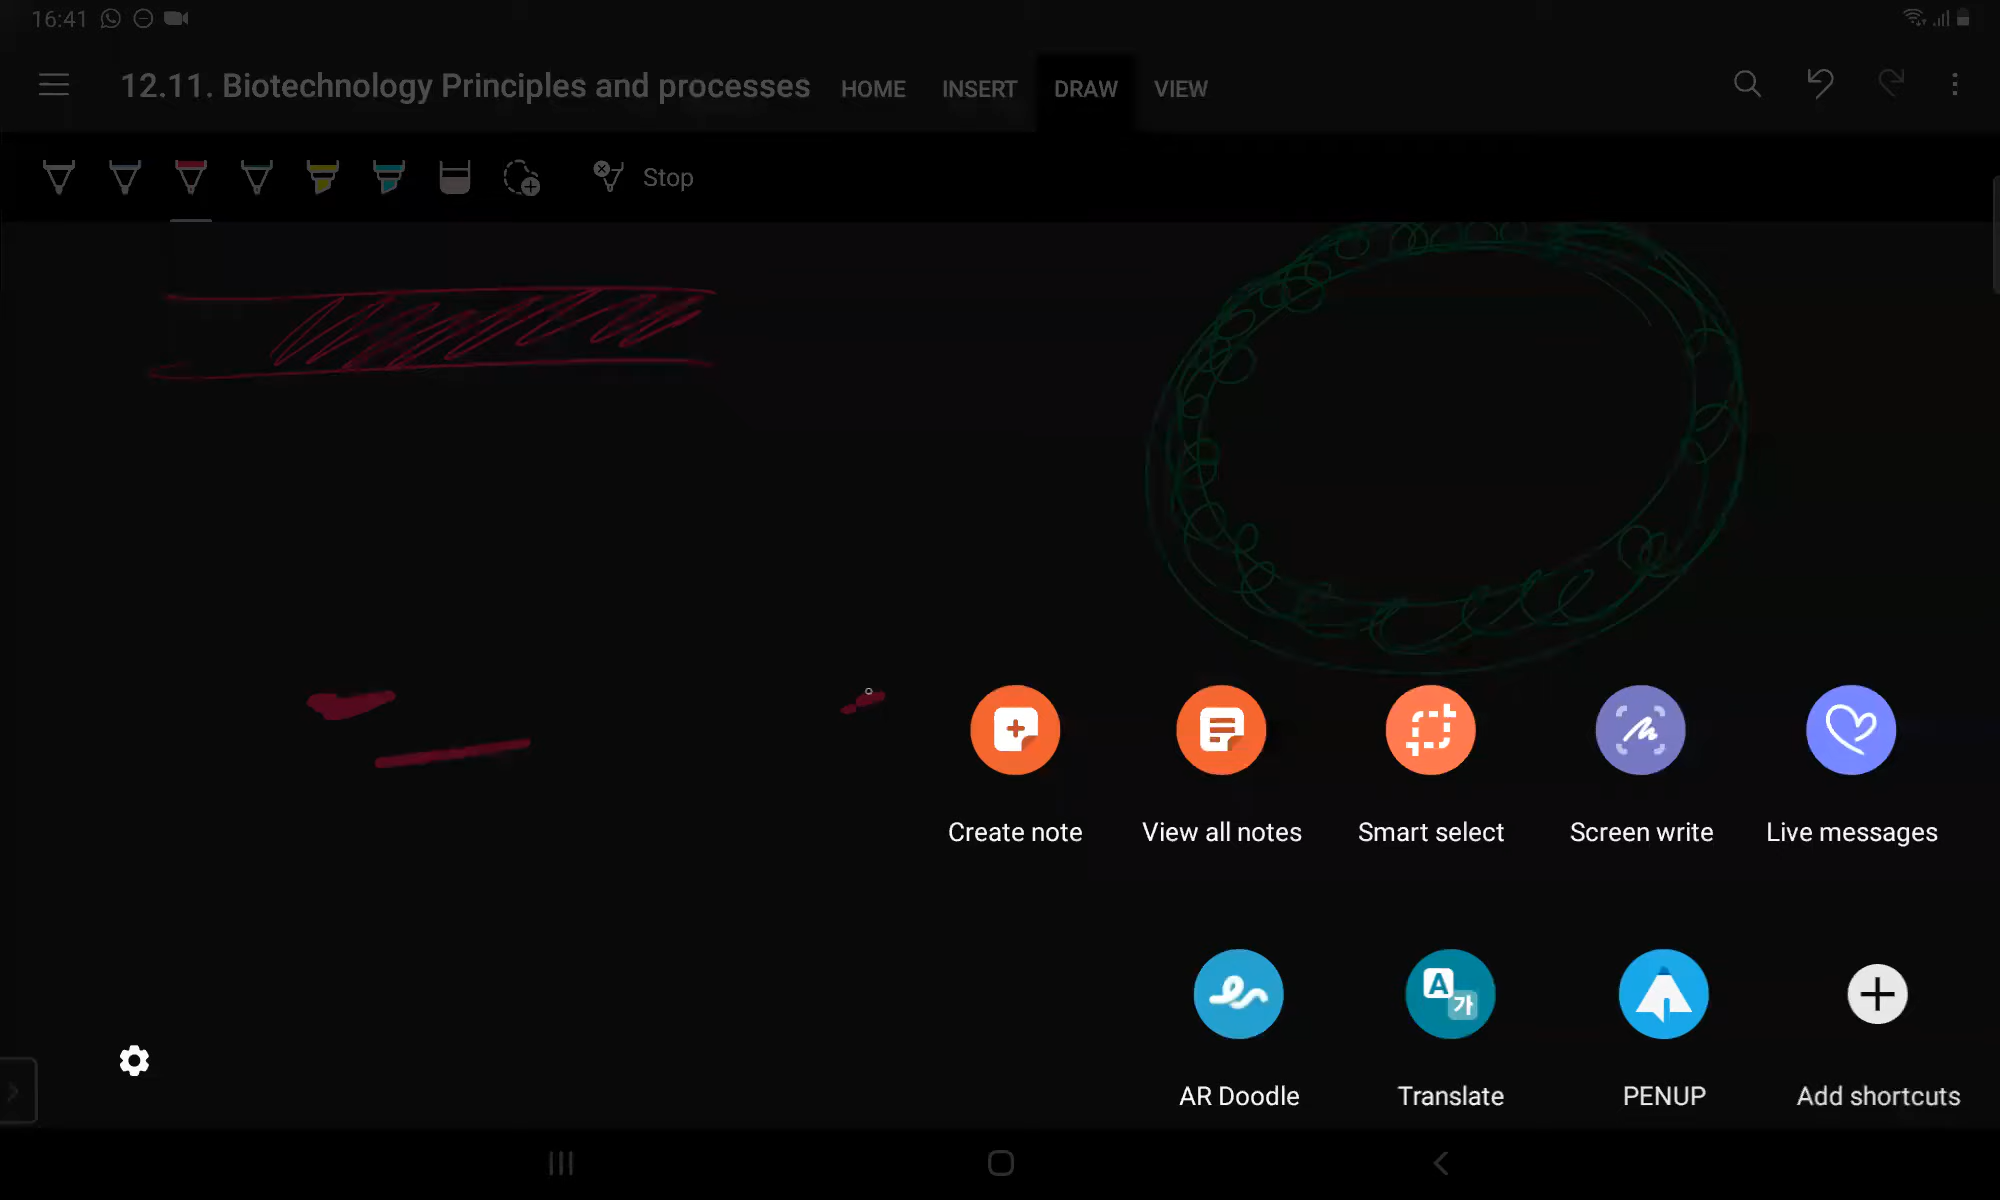 16:41
12.11. Biotechnology Principles and processes HOME INSERT DRAW VIEW
Stop
Create note View all notes Smart select Screen write Live messages
A 가
AR Doodle Translate PENUP Add shortcuts